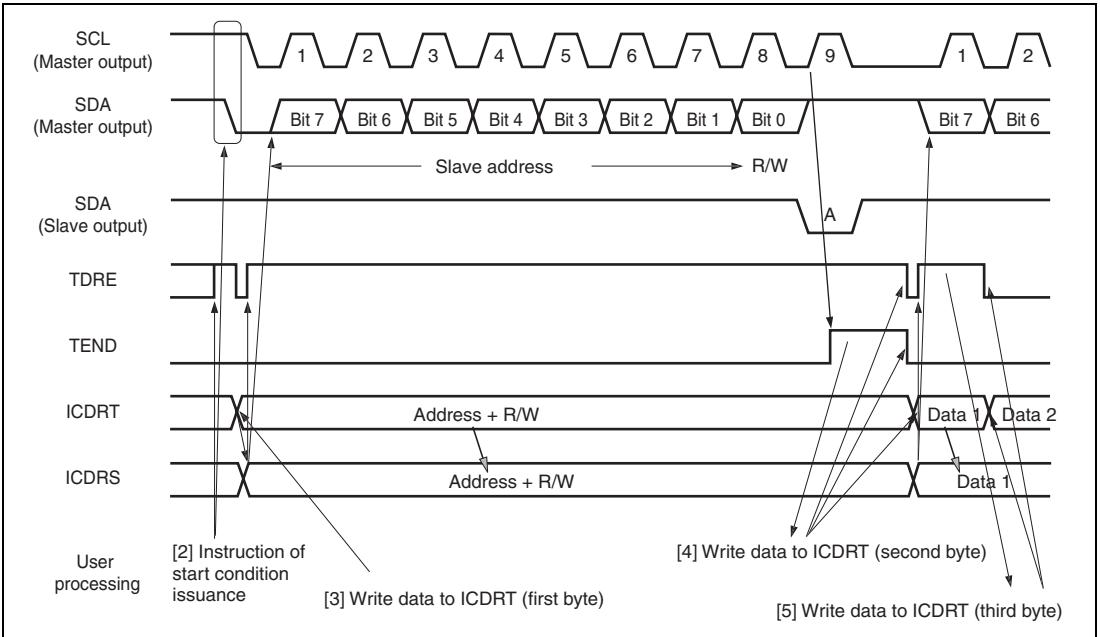 SCL
(Master output)
1 2 3 4 5 6 7 8 9 1 2
SDA
(Master output)
Bit 7 Bit 6 Bit 5 Bit 4 Bit 3 Bit 2 Bit 1 Bit 0 Bit 7 Bit 6
Slave address R/W
SDA
(Slave output)
A
TDRE
TEND
ICDRT
Address + R/W Data 1 Data 2
ICDRS
Address + R/W Data 1
User
processing
[2] Instruction of
start condition
issuance
[3] Write data to ICDRT (first byte)
[4] Write data to ICDRT (second byte)
[5] Write data to ICDRT (third byte)